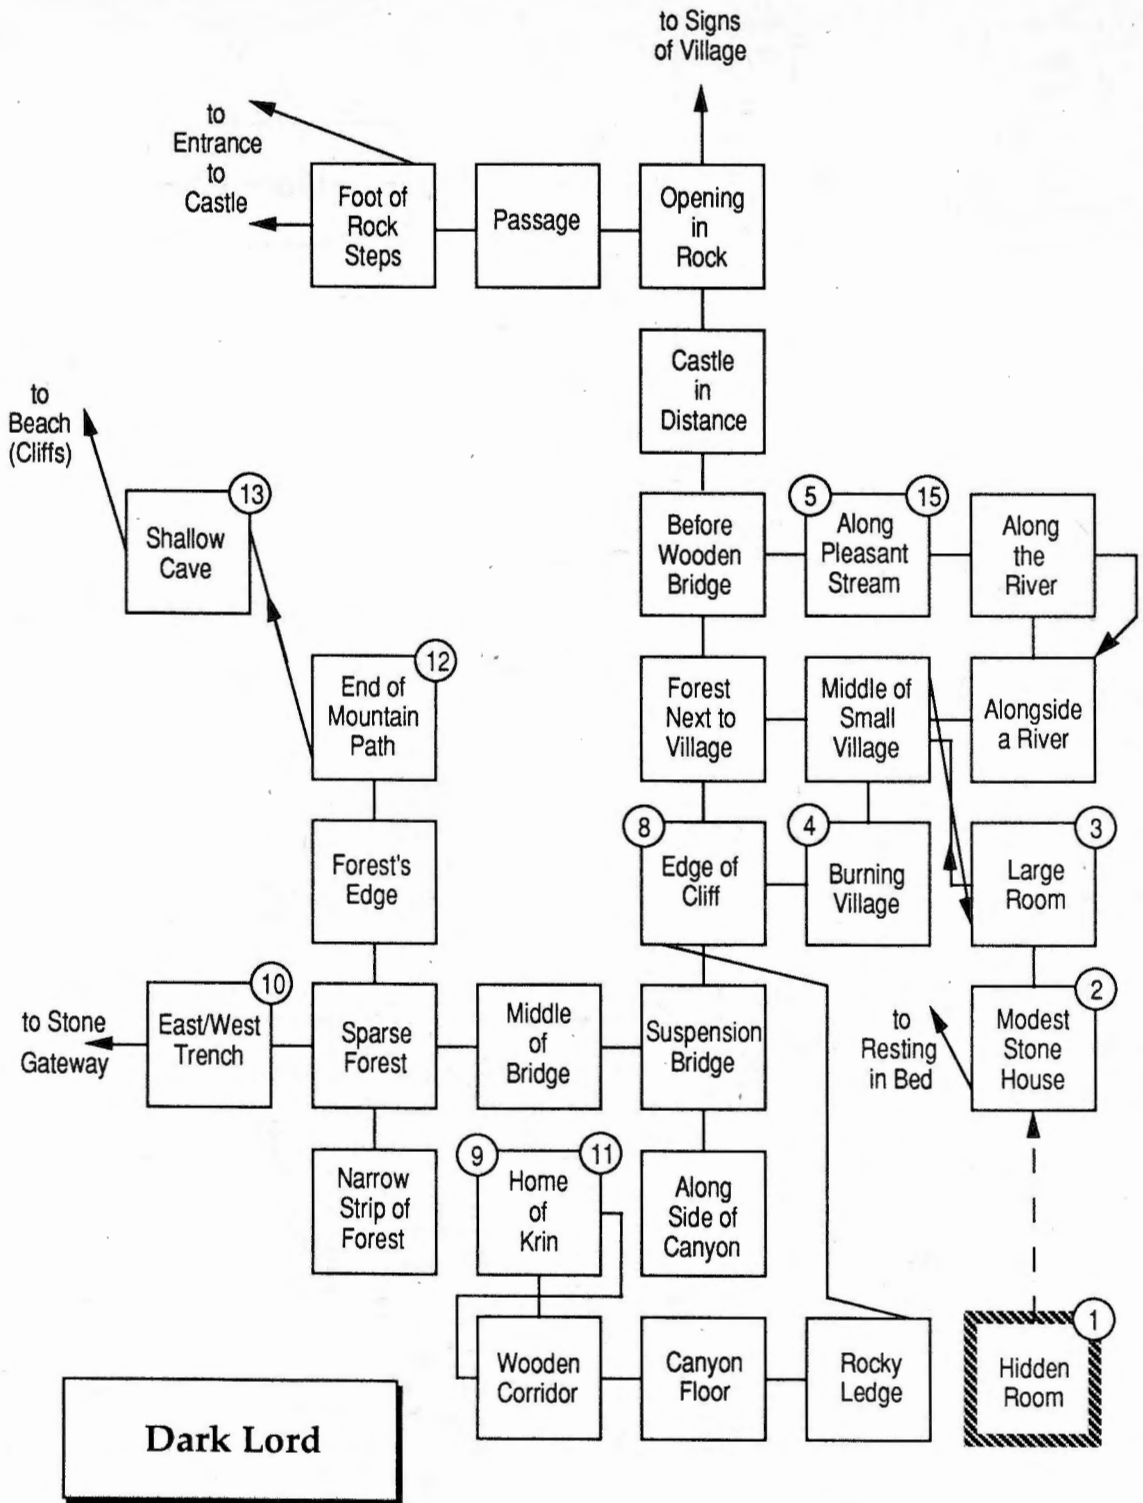 to Signs
of Village
to
Entrance
to
Castle
Foot of
Rock
Steps
Passage
Opening
in
Rock
Castle
in
Distance
to
Beach
(Cliffs)
13
Shallow
Cave
Before
Wooden
Bridge
5
15
Along
Pleasant
Stream
Along
the
River
12
End of
Mountain
Path
Forest
Next to
Village
Middle of
Small
Village
Alongside
a River
Forest's
Edge
8
Edge of
Cliff
4
Burning
Village
3
Large
Room
to Stone
Gateway
10
East/West
Trench
Sparse
Forest
Middle
of
Bridge
Suspension
Bridge
to
Resting
in Bed
2
Modest
Stone
House
Narrow
Strip of
Forest
9
11
Home
of
Krin
Along
Side of
Canyon
Wooden
Corridor
Canyon
Floor
Rocky
Ledge
1
Hidden
Room
Dark Lord